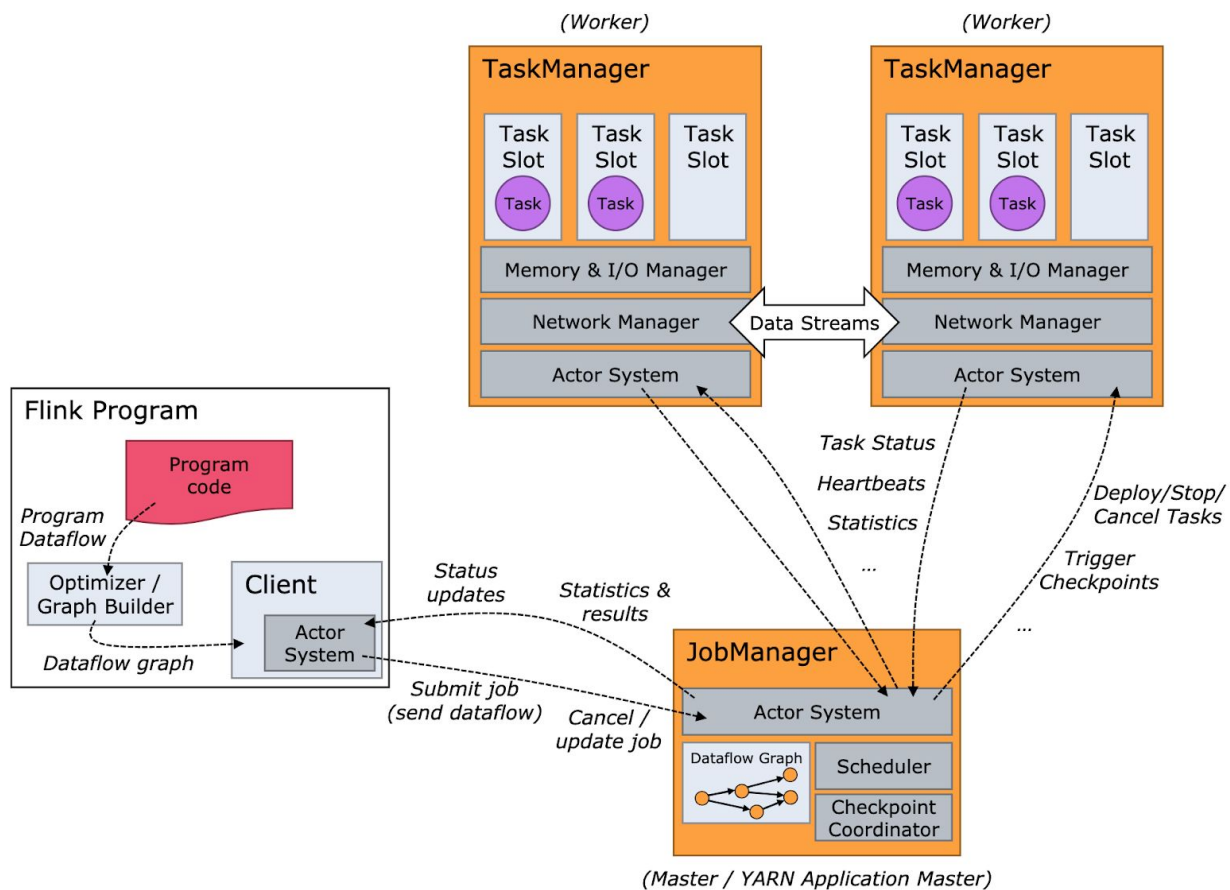 (Worker)
TaskManager
Task
Slot
Task
Task
Slot
Task
Task
Slot
Memory & I/O Manager
Network Manager
Actor System
(Worker)
TaskManager
Task
Slot
Task
Task
Slot
Task
Task
Slot
Memory & I/O Manager
Network Manager
Actor System
Data Streams
Flink Program
Program
code
Program
Dataflow
Optimizer /
Graph Builder
Dataflow graph
Client
Actor
System
Status
updates
Statistics &
results
Submit job
(send dataflow)
Cancel /
update job
Task Status
Heartbeats
Statistics
...
Deploy/Stop/
Cancel Tasks
Trigger
Checkpoints
...
JobManager
Actor System
Dataflow Graph
Scheduler
Checkpoint
Coordinator
(Master / YARN Application Master)